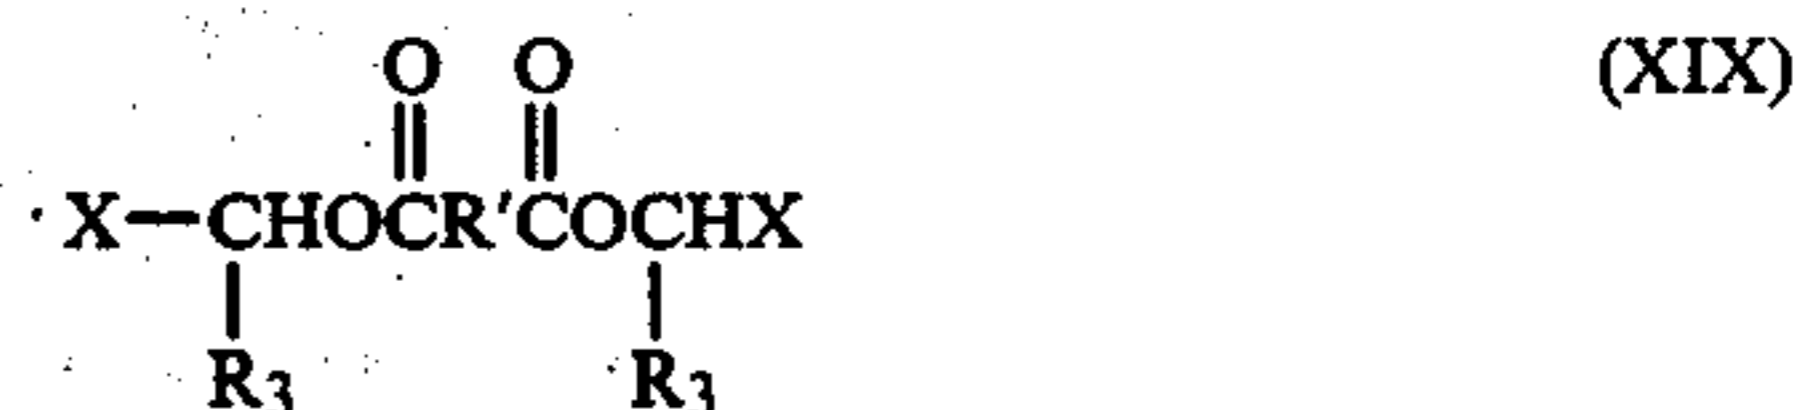 O O (XIX)
X—CHOCR'COCHX
R3 R3